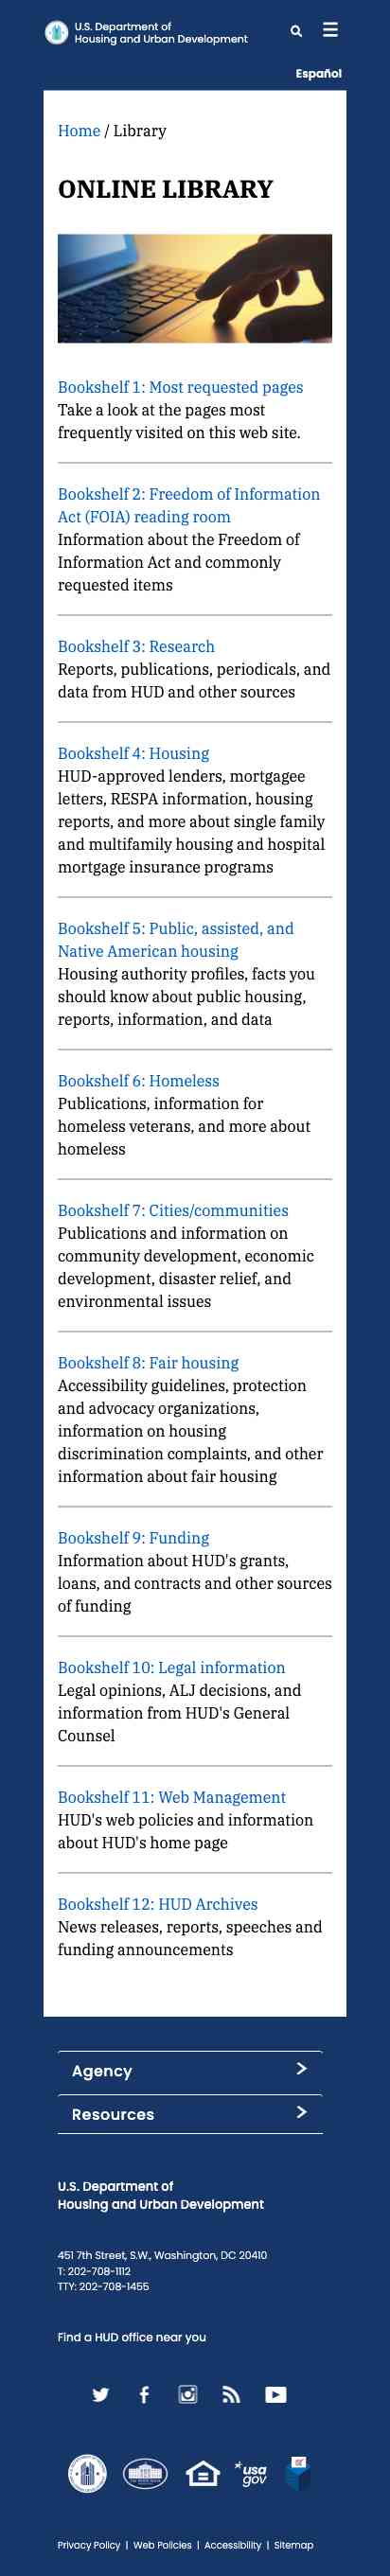 U.S. Department of
Housing and Urban Development
Español
Home / Library
ONLINE LIBRARY
Bookshelf 1: Most requested pages
Take a look at the pages most
frequently visited on this web site.
Bookshelf 2: Freedom of Information
Act (FOIA) reading room
Information about the Freedom of
Information Act and commonly
requested items
Bookshelf 3: Research
Reports, publications, periodicals, and
data from HUD and other sources
Bookshelf 4: Housing
HUD-approved lenders, mortgagee
letters, RESPA information, housing
reports, and more about single family
and multifamily housing and hospital
mortgage insurance programs
Bookshelf 5: Public, assisted, and
Native American housing
Housing authority profiles, facts you
should know about public housing,
reports, information, and data
Bookshelf 6: Homeless
Publications, information for
homeless veterans, and more about
homeless
Bookshelf 7: Cities/communities
Publications and information on
community development, economic
development, disaster relief, and
environmental issues
Bookshelf 8: Fair housing
Accessibility guidelines, protection
and advocacy organizations,
information on housing
discrimination complaints, and other
information about fair housing
Bookshelf 9: Funding
Information about HUD's grants,
loans, and contracts and other sources
of funding
Bookshelf 10: Legal information
Legal opinions, ALJ decisions, and
information from HUD's General
Counsel
Bookshelf 11: Web Management
HUD's web policies and information
about HUD's home page
Bookshelf 12: HUD Archives
News releases, reports, speeches and
funding announcements
Agency
Resources
U.S. Department of
Housing and Urban Development
451 7th Street, S.W., Washington, DC 20410
T: 202-708-1112
TTY: 202-708-1455
Find a HUD office near you
usa
gov
Privacy Policy | Web Policies | Accessibility | Sitemap